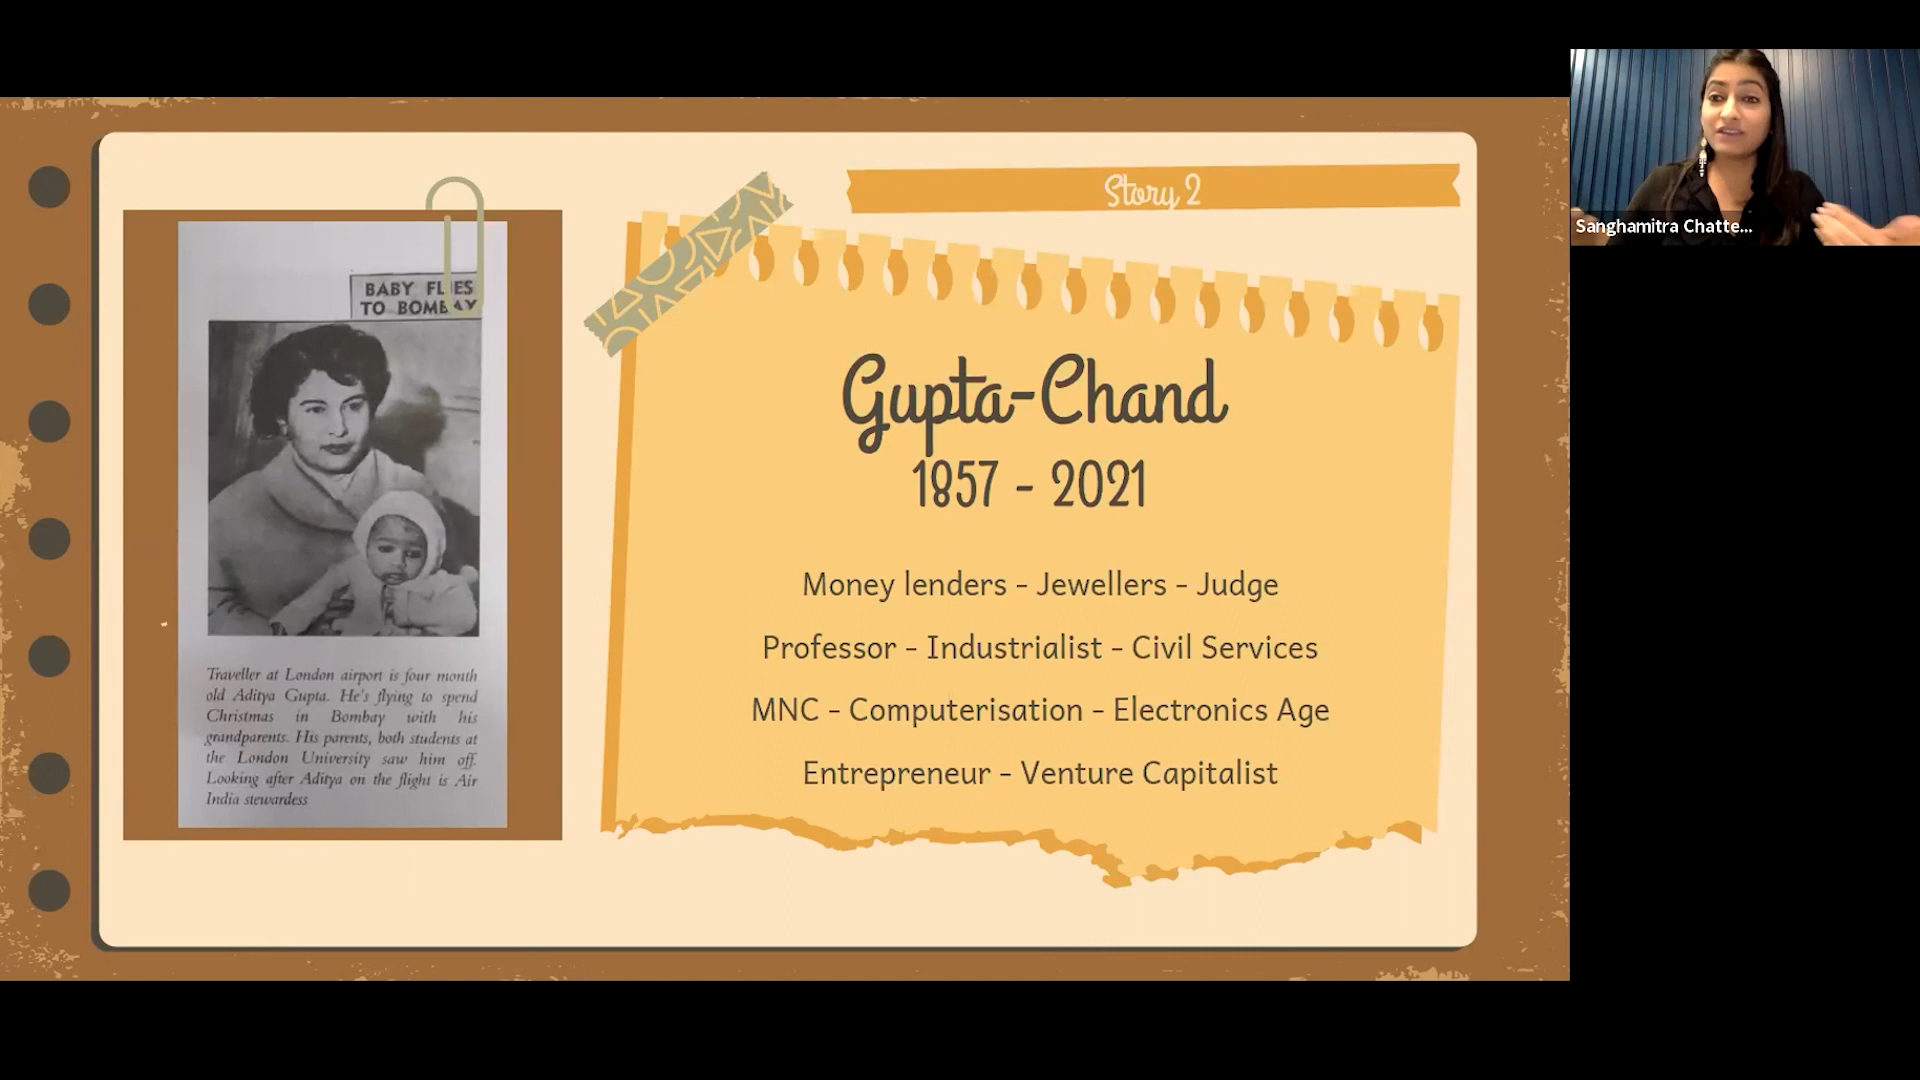 Story 2
BABY FLIES
TO BOMBAY
Traveller at London airport is four month
old Aditya Gupta. He's flying to spend
Christmas in Bombay with his
grandparents. His parents, both students at
the London University saw him off.
Looking after Aditya on the flight is Air
India stewardess
Gupta-Chand
1857 - 2021
Money lenders - Jewellers - Judge
Professor - Industrialist - Civil Services
MNC - Computerisation - Electronics Age
Entrepreneur - Venture Capitalist
Sanghamitra Chatte...